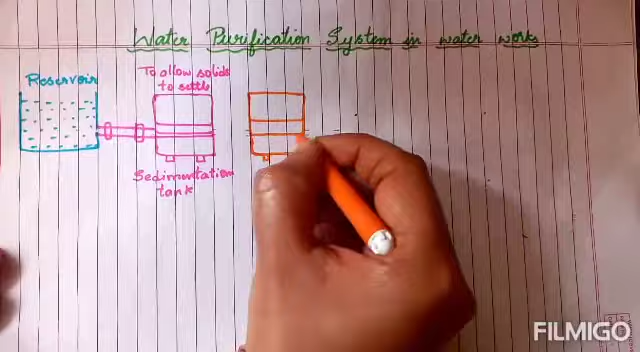 Water Purification System in water works
Reservoir
To allow solids
to settle
Sedimentation
tank
FILMIGO